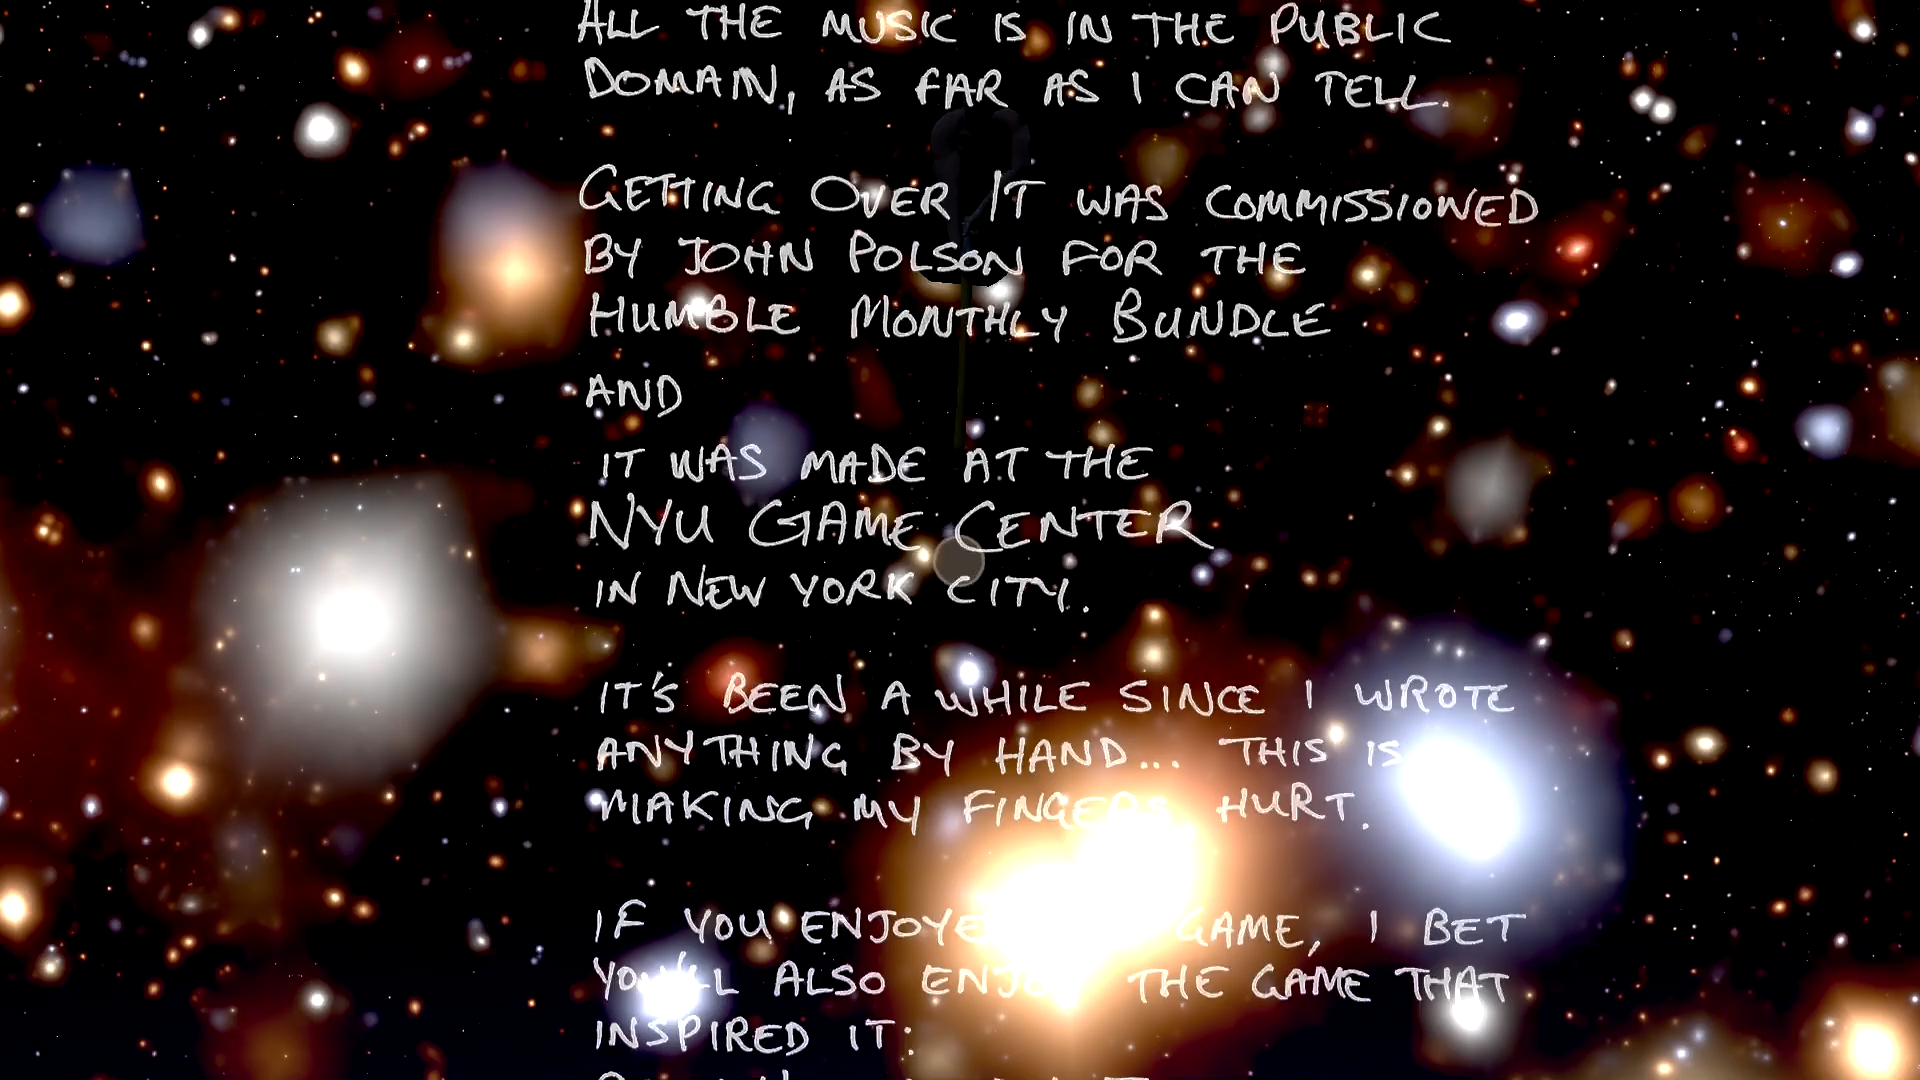 ALL THE MUSIC IS IN THE PUBLIC
DOMAIN, AS FAR AS I CAN TELL.
GETTING OVER IT WAS COMMISSIONED
BY JOHN POLSON FOR THE
HUMBLE MONTHLY BUNDLE
AND
IT WAS MADE AT THE
NYU GAME CENTER
IN NEW YORK CITY.
IT'S BEEN A WHILE SINCE I WROTE
ANYTHING BY HAND... THIS IS
MAKING MY FINGERS HURT.
IF YOU GAME, I BET
YOU'LL ALSO ENJOY THE GAME THAT
INSPIRED IT: